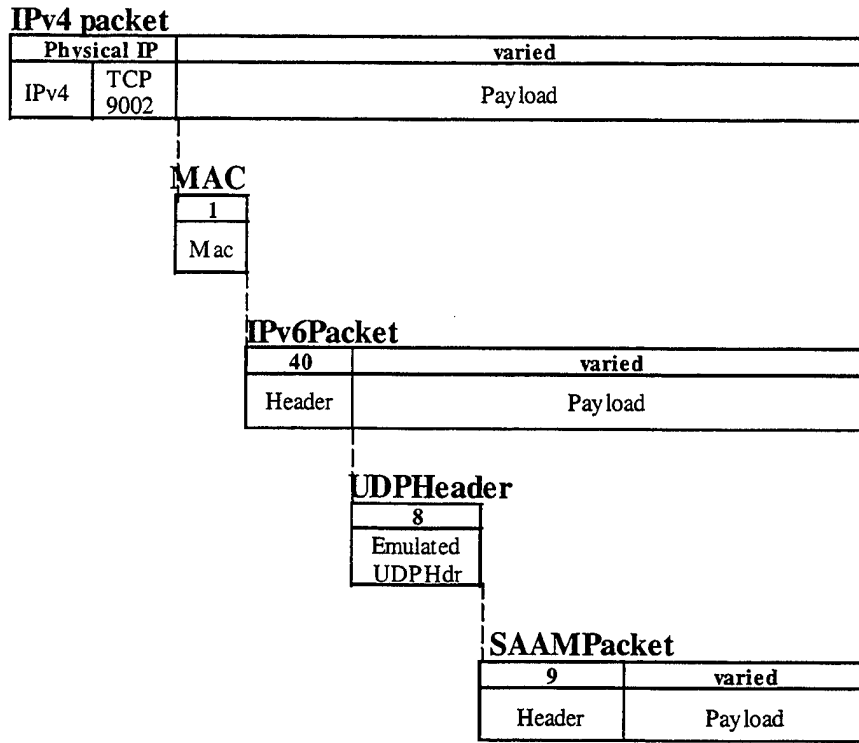 IPv4 packet
Physical IP varied
IPv4 TCP 9002 Payload
MAC
1
Mac
IPv6Packet
40 varied
Header Payload
UDPHeader
8
Emulated
UDPHdr
SAAMPacket
9 varied
Header Payload